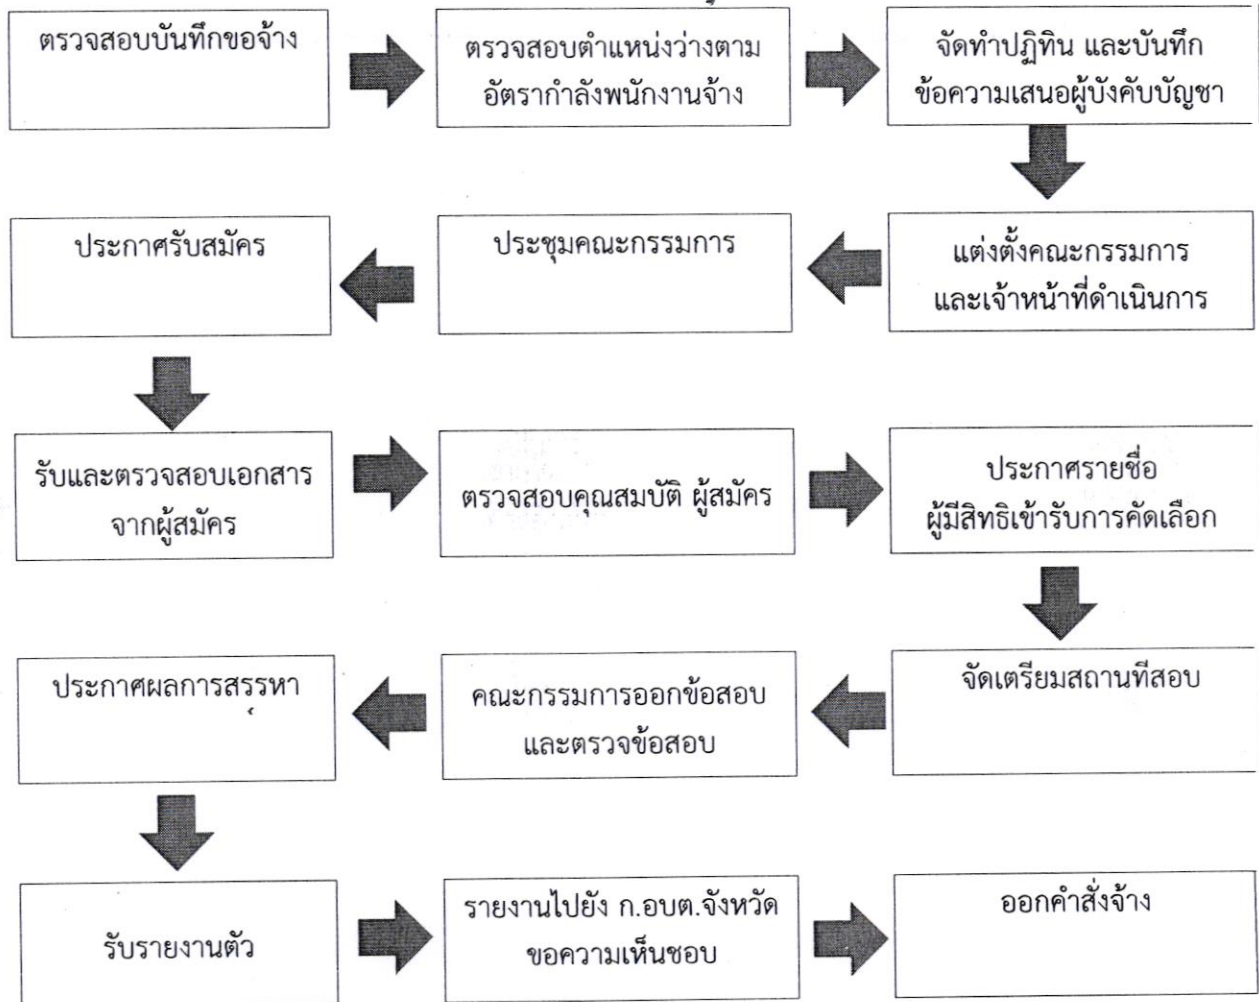 ตรวจสอบบันทึกขอจ้าง
ตรวจสอบตำแหน่งว่างตาม
อัตรากำลังพนักงานจ้าง
จัดทำปฏิทิน และบันทึก
ข้อความเสนอผู้บังคับบัญชา
แต่งตั้งคณะกรรมการ
และเจ้าหน้าที่ดำเนินการ
ประชุมคณะกรรมการ
ประกาศรับสมัคร
รับและตรวจสอบเอกสาร
จากผู้สมัคร
ตรวจสอบคุณสมบัติ ผู้สมัคร
ประกาศรายชื่อ
ผู้มีสิทธิเข้ารับการคัดเลือก
จัดเตรียมสถานที่สอบ
คณะกรรมการออกข้อสอบ
และตรวจข้อสอบ
ประกาศผลการสรรหา
รับรายงานตัว
รายงานไปยัง ก.อบต.จังหวัด
ขอความเห็นชอบ
ออกคำสั่งจ้าง